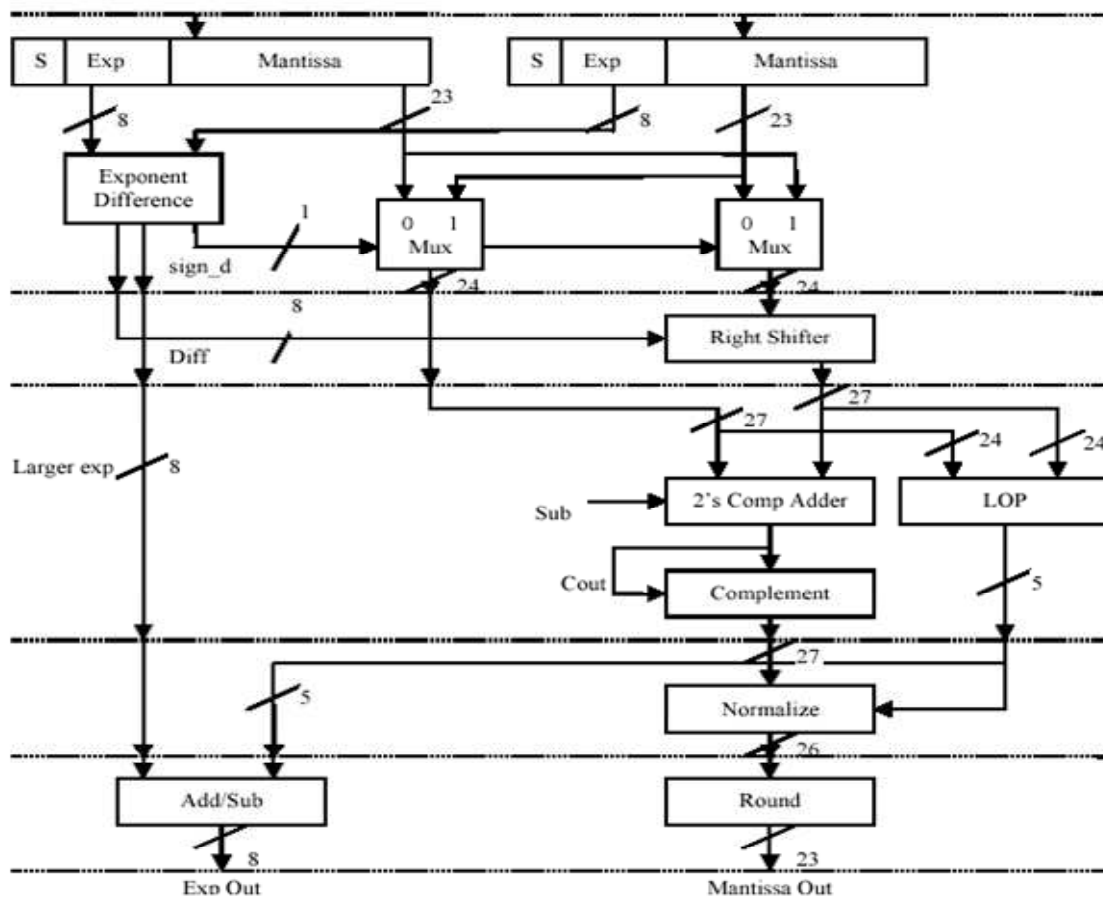 S Exp Mantissa S Exp Mantissa
8 23 8 23
Exponent
Difference
1
0 1
Mux
0 1
Mux
sign_d
24 24
8
Right Shifter
Diff
27 27
24 24
Larger exp 8
2's Comp Adder LOP
Sub
Cout
Complement
5
27
5
Normalize
26
Add/Sub Round
8 23
Exp Out Mantissa Out